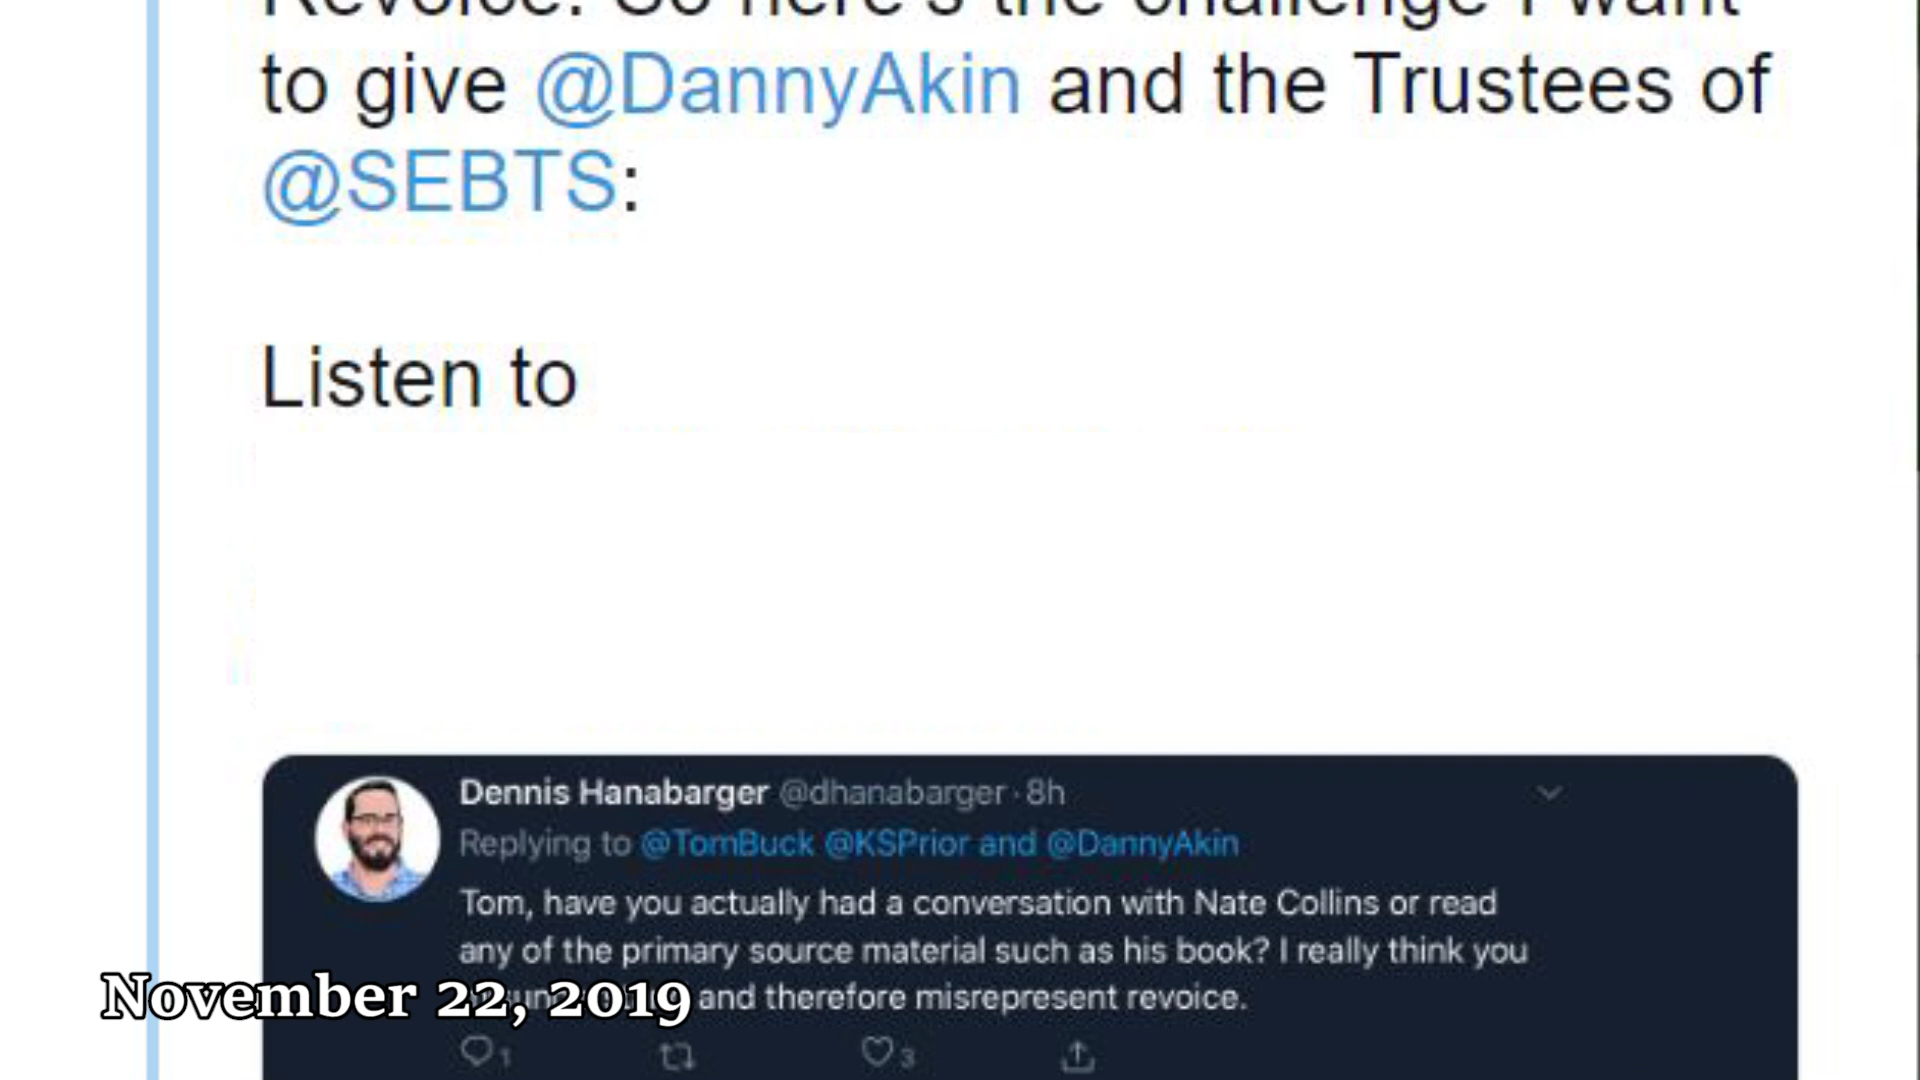 Revoice. So here's the challenge I want
to give @DannyAkin and the Trustees of
@SEBTS:
Listen to
Dennis Hanabarger @dhanabarger · 8h
Replying to @TomBuck @KSPrior and @DannyAkin
Tom, have you actually had a conversation with Nate Collins or read
any of the primary source material such as his book? I really think you
and therefore misrepresent revoice.
November 22, 2019
1 3